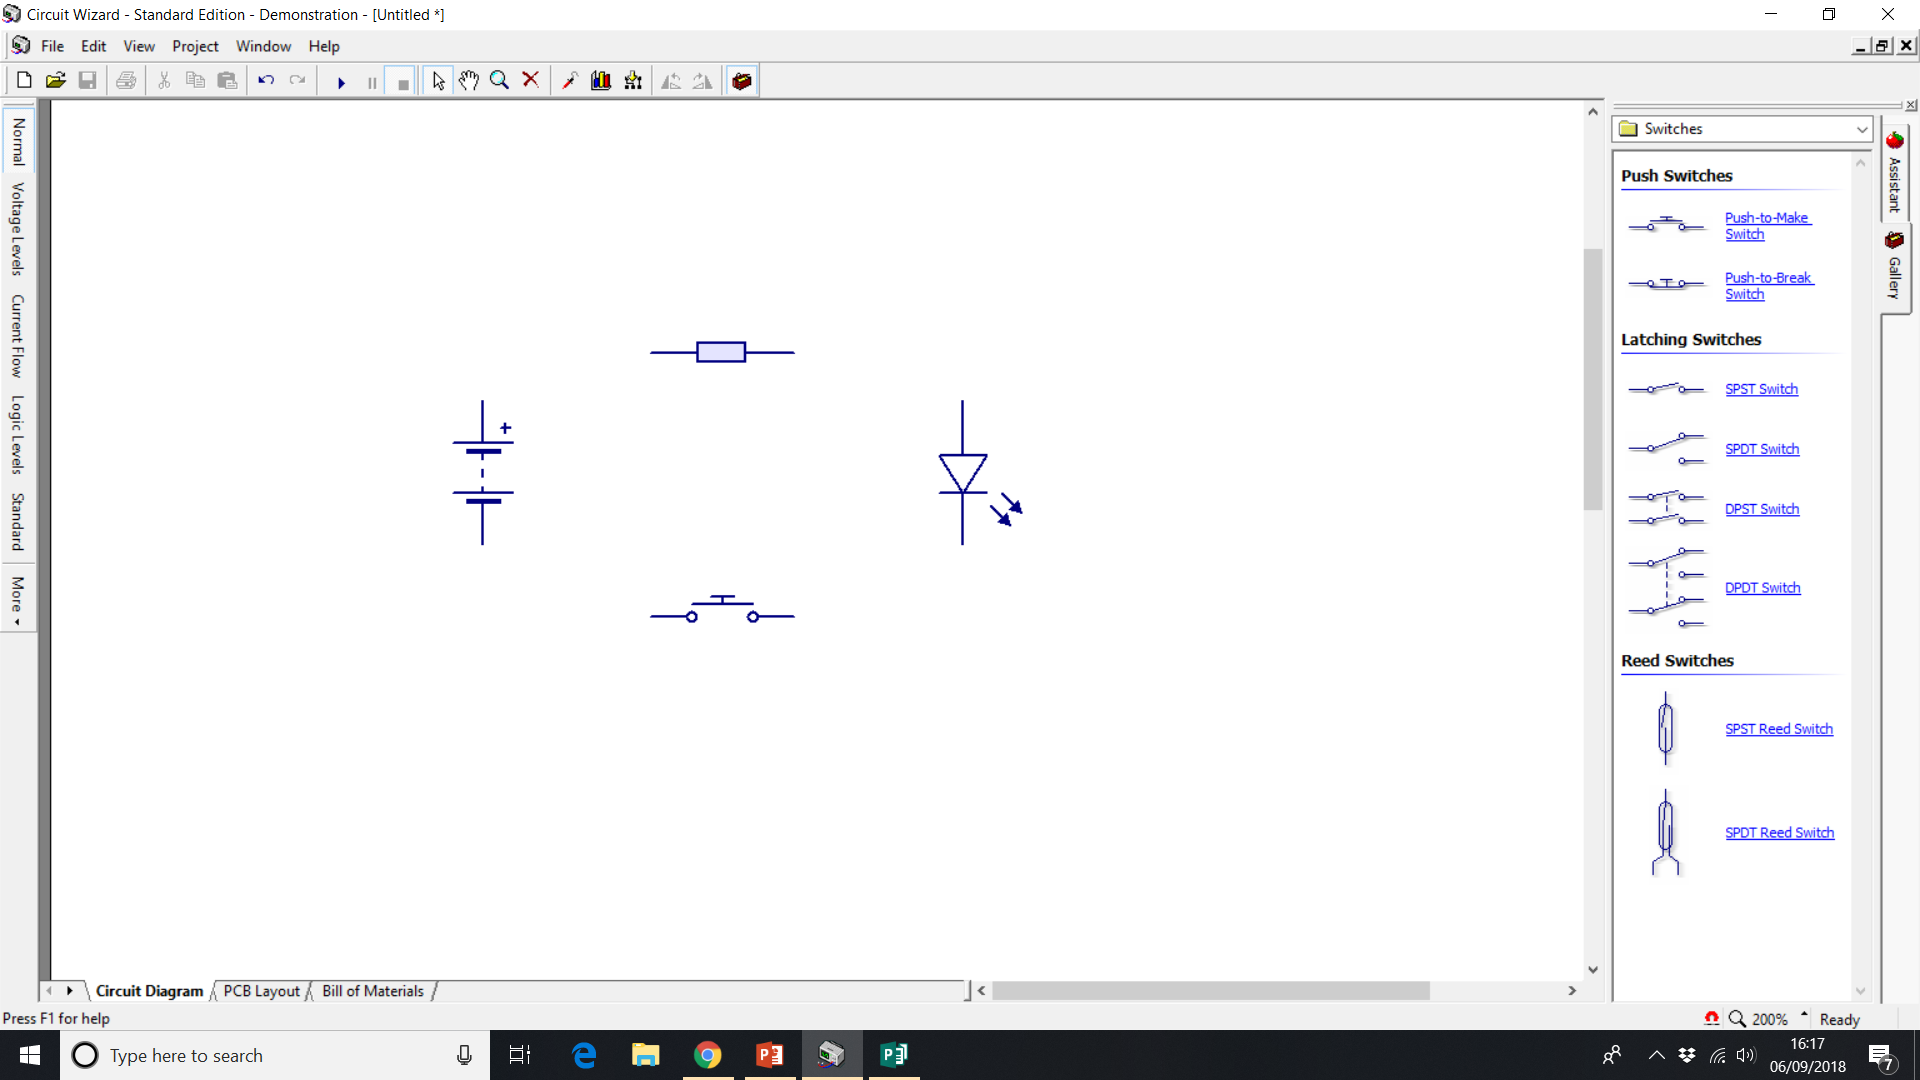 Circuit Wizard - Standard Edition - Demonstration - [Untitled *]
File Edit View Project Window Help
Normal
Voltage Levels
Current Flow
Logic Levels
Standard
More
+
Switches
Push Switches
Push-to-Make
Switch
Push-to-Break
Switch
Latching Switches
SPST Switch
SPDT Switch
DPST Switch
DPDT Switch
Reed Switches
SPST Reed Switch
SPDT Reed Switch
Assistant
Gallery
Circuit Diagram PCB Layout Bill of Materials
Press F1 for help
200% Ready
Type here to search
16:17
06/09/2018
7